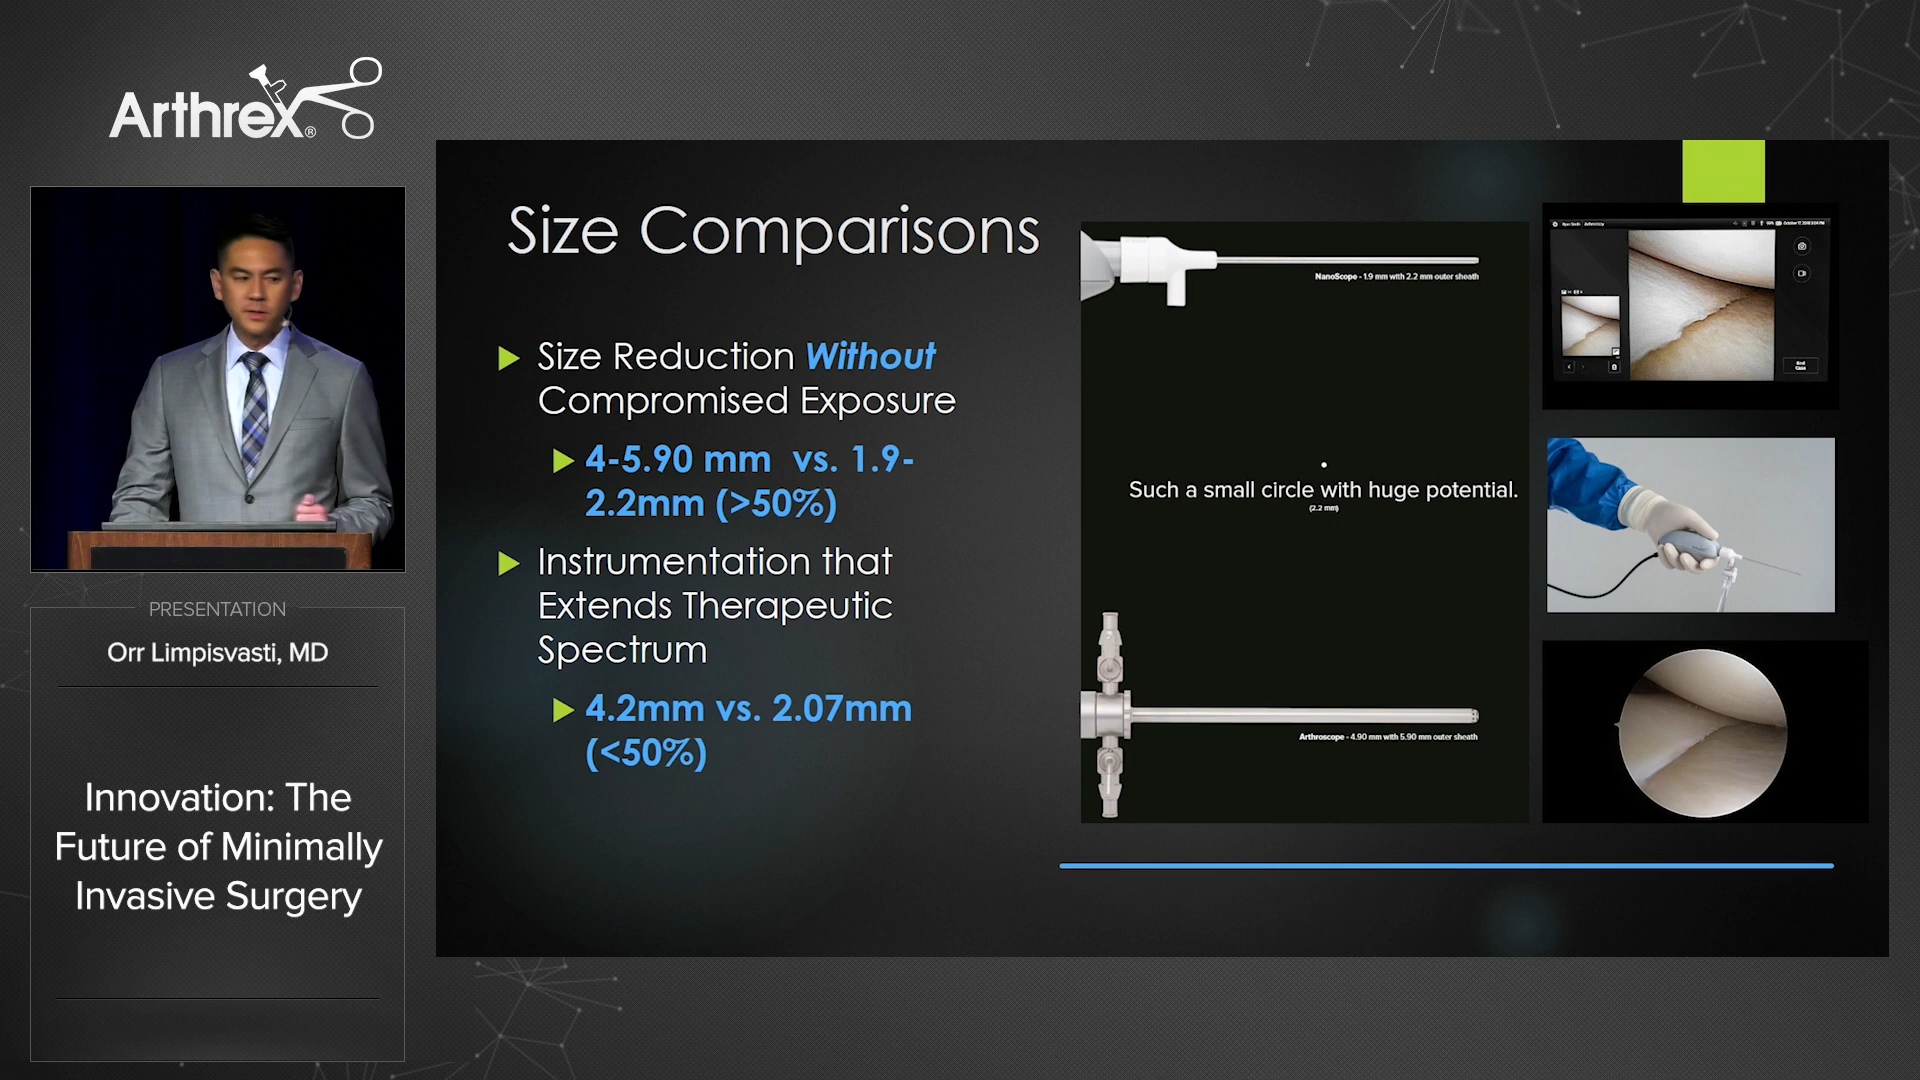 Arthrex®
PRESENTATION
Orr Limpisvasti, MD
Innovation: The
Future of Minimally
Invasive Surgery
Size Comparisons
Size Reduction Without
Compromised Exposure
4-5.90 mm  vs. 1.9-
2.2mm (>50%)
Instrumentation that
Extends Therapeutic
Spectrum
4.2mm vs. 2.07mm
(<50%)
NanoScope - 1.9 mm with 2.2 mm outer sheath
Such a small circle with huge potential.
(2.2 mm)
Arthroscope - 4.90 mm with 5.90 mm outer sheath
End
Case